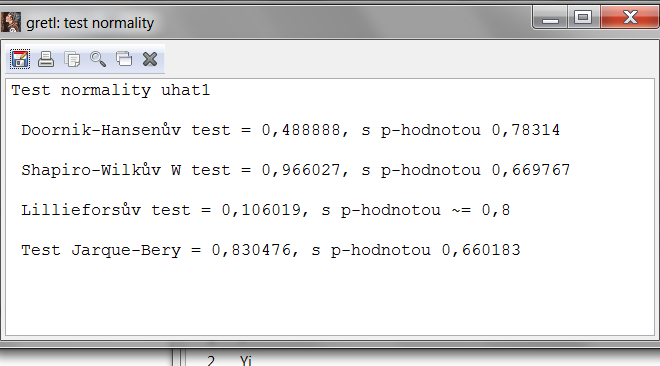 gretl: test normality
Test normality uhat1
Doornik-Hansenův test = 0,488888, s p-hodnotou 0,78314
Shapiro-Wilkův W test = 0,966027, s p-hodnotou 0,669767
Lillieforsův test = 0,106019, s p-hodnotou ~= 0,8
Test Jarque-Bery = 0,830476, s p-hodnotou 0,660183
2 Yi